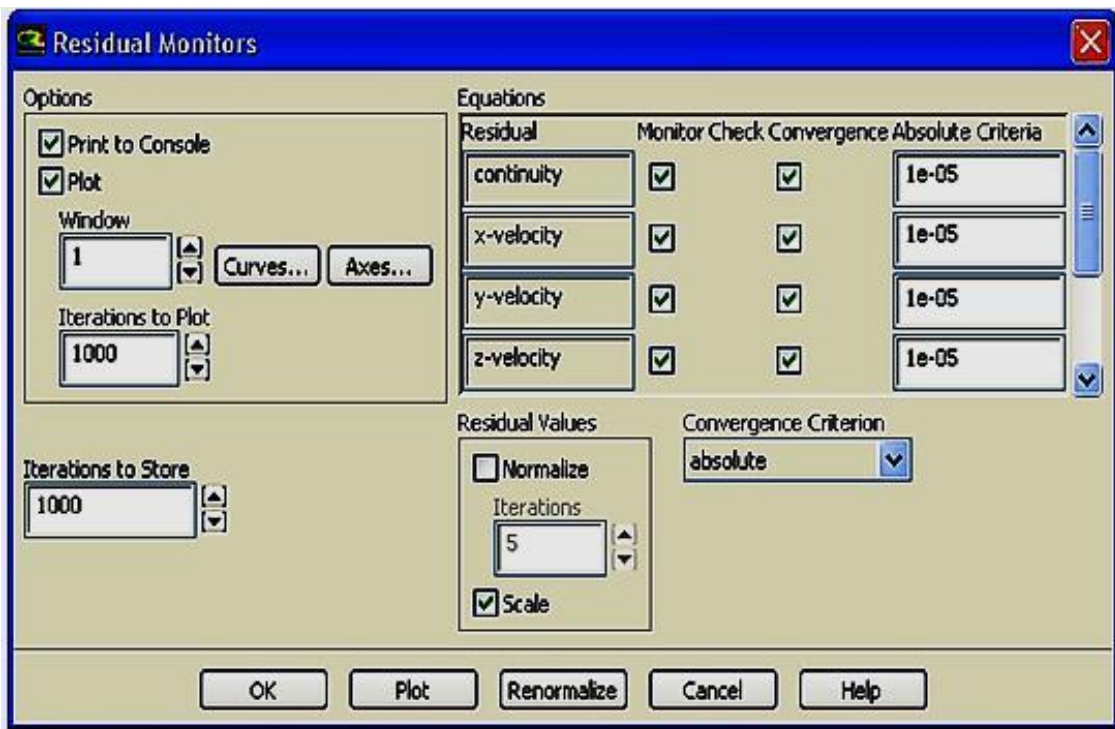 Residual Monitors
Options
Print to Console
Plot
Window
1
Curves...
Axes...
Iterations to Plot
1000
Iterations to Store
1000
Equations
Residual Monitor Check Convergence Absolute Criteria
continuity 1e-05
x-velocity 1e-05
y-velocity 1e-05
z-velocity 1e-05
Residual Values
Normalize
Iterations
5
Scale
Convergence Criterion
absolute
OK Plot Renormalize Cancel Help